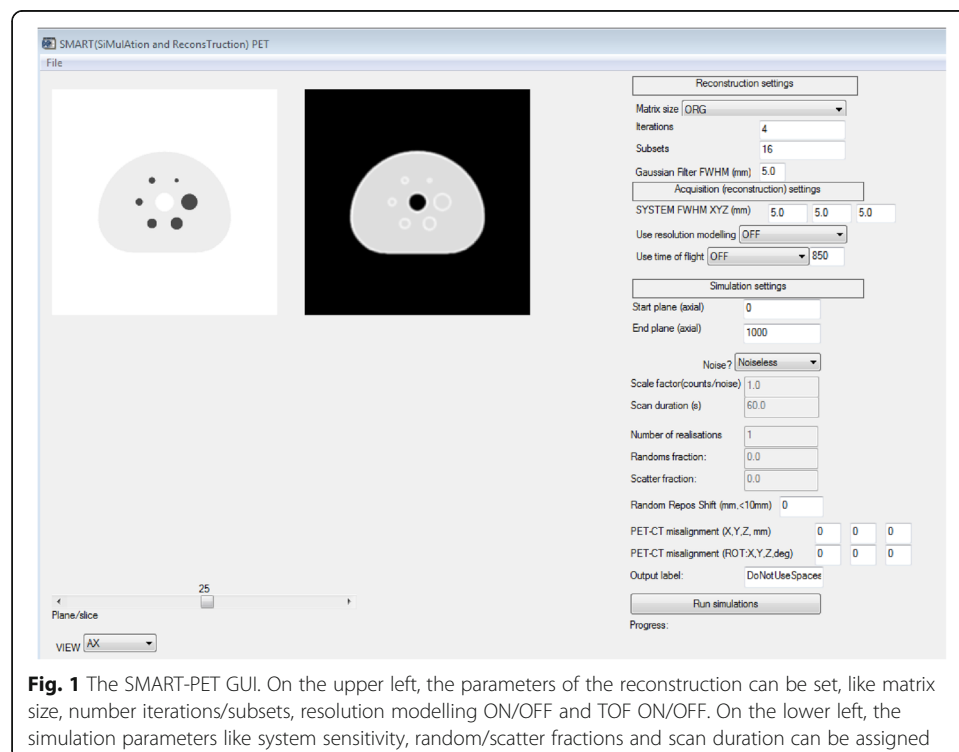 SMART(SiMulAtion and ReconsTruction) PET
File
Reconstruction settings
Matrix size ORG
Iterations 4
Subsets 16
Gaussian Filter FWHM (mm) 5.0
Acquisition (reconstruction) settings
SYSTEM FWHM XYZ (mm) 5.0 5.0 5.0
Use resolution modelling OFF
Use time of flight OFF 850
Simulation settings
Start plane (axial) 0
End plane (axial) 1000
Noise? Noiseless
Scale factor(counts/noise) 1.0
Scan duration (s) 60.0
Number of realisations 1
Randoms fraction: 0.0
Scatter fraction: 0.0
Random Repos Shift (mm,<10mm) 0
PET-CT misalignment (X,Y,Z, mm) 0 0 0
PET-CT misalignment (ROT:X,Y,Z,deg) 0 0 0
Output label: DoNotUseSpaces
Run simulations
Progress:
25
Plane/slice
VIEW AX
Fig. 1 The SMART-PET GUI. On the upper left, the parameters of the reconstruction can be set, like matrix
size, number iterations/subsets, resolution modelling ON/OFF and TOF ON/OFF. On the lower left, the
simulation parameters like system sensitivity, random/scatter fractions and scan duration can be assigned